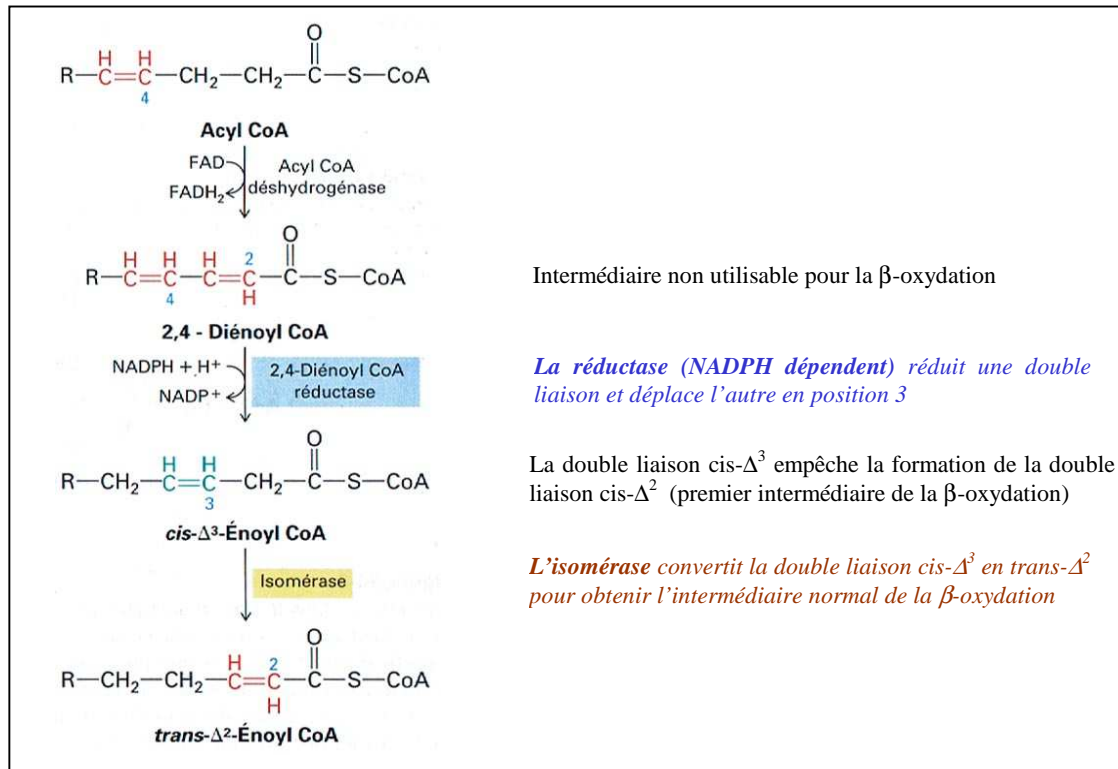 O
H H ||
R—C=C—CH₂—CH₂—C—S—CoA
4
Acyl CoA
FAD
Acyl CoA
FADH₂
déshydrogénase
O
H H H 2 ||
R—C=C—C=C—C—S—CoA
4 H
2,4 - Diénoyl CoA
Intermédiaire non utilisable pour la β-oxydation
NADPH + H⁺
2,4-Diénoyl CoA
NADP⁺
réductase
La réductase (NADPH dépendent) réduit une double
liaison et déplace l’autre en position 3
O
H H ||
R—CH₂—C=C—CH₂—C—S—CoA
3
cis-Δ³-Énoyl CoA
La double liaison cis-Δ³ empêche la formation de la double
liaison cis-Δ² (premier intermédiaire de la β-oxydation)
Isomérase
L’isomérase convertit la double liaison cis-Δ³ en trans-Δ²
pour obtenir l’intermédiaire normal de la β-oxydation
O
H 2 ||
R—CH₂—CH₂—C=C—C—S—CoA
H
trans-Δ²-Énoyl CoA